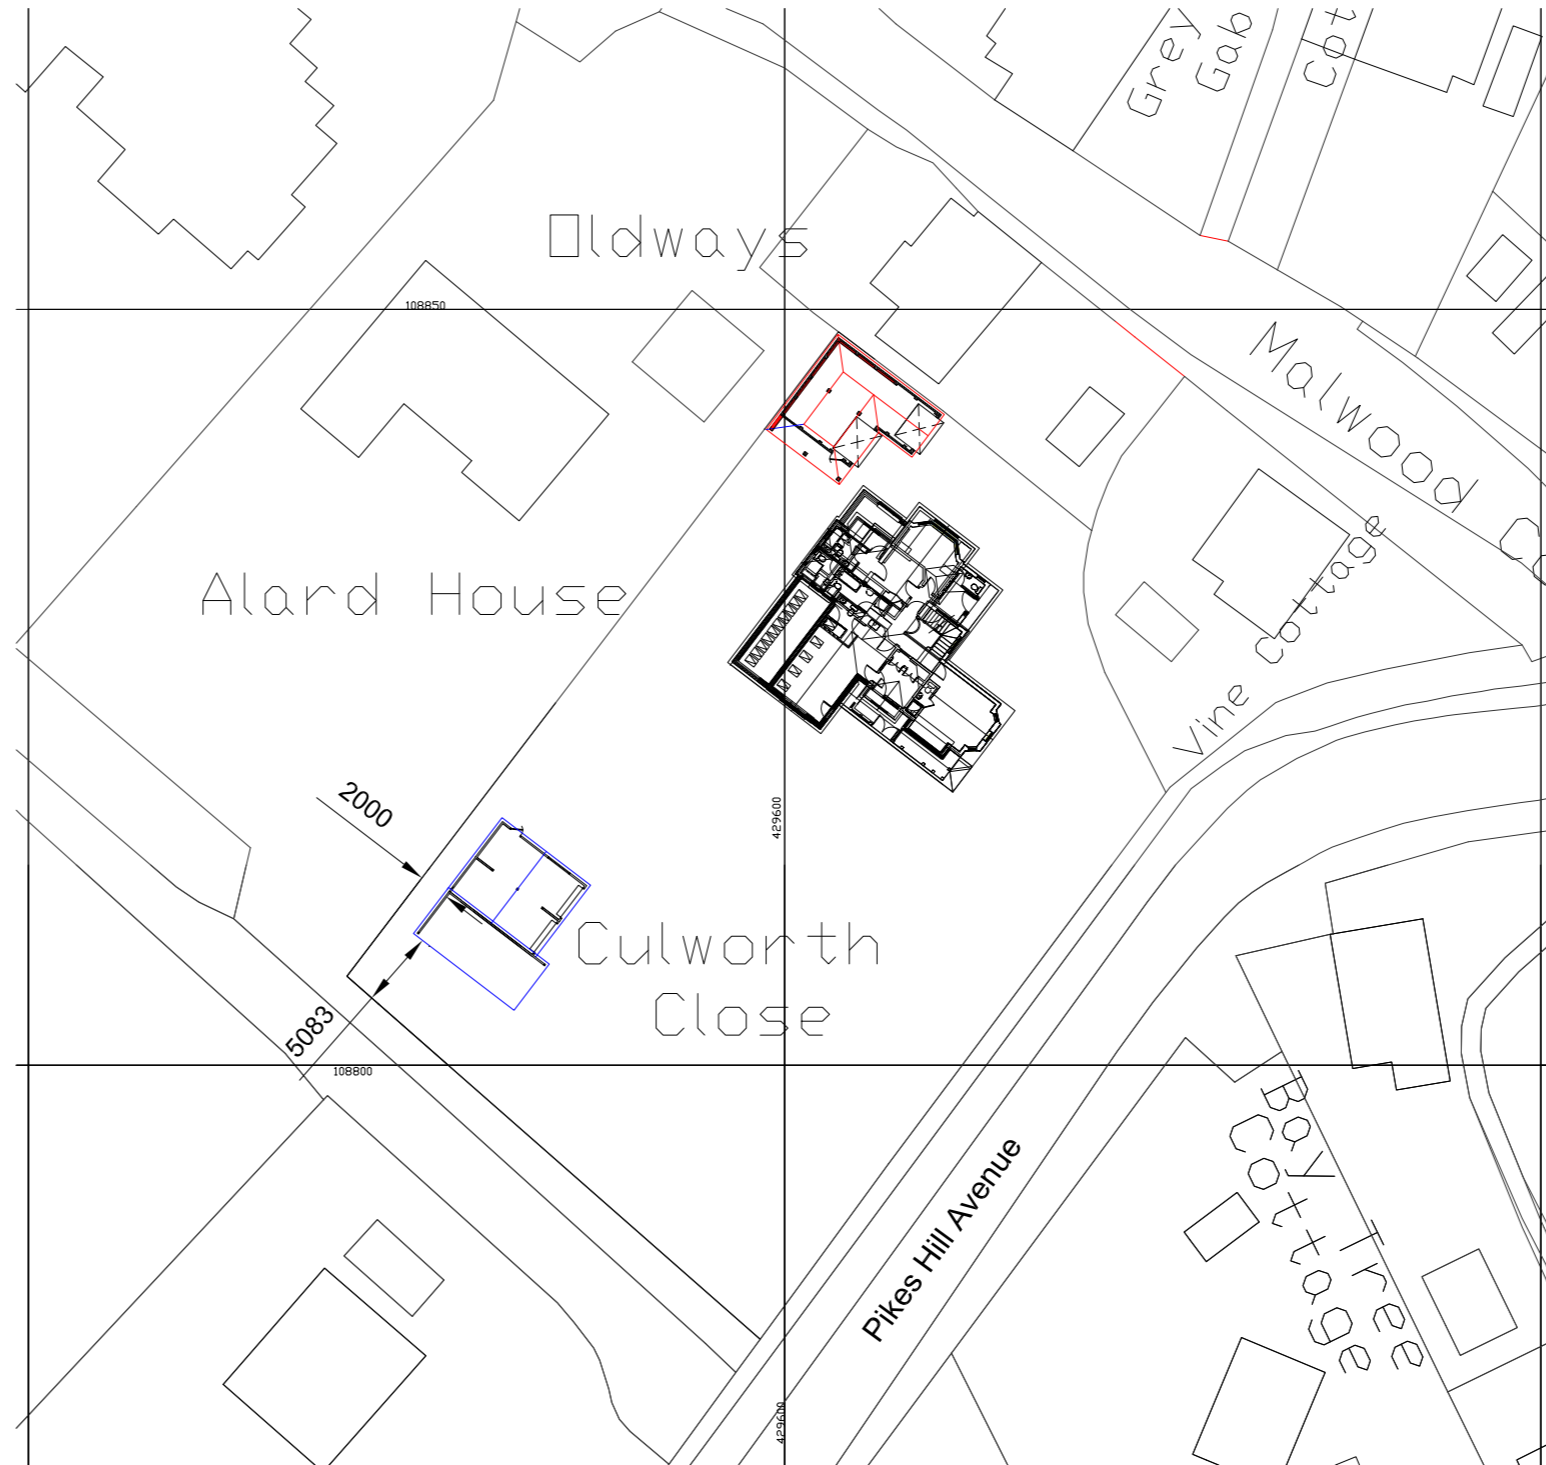 Grey
Gab
Cot
Oldways
108850
Malwood
Alard House
Vine Cottage
2000
429600
Culworth
Close
5083
108800
Bay Tree
Cottage
Pikes Hill Avenue
429600